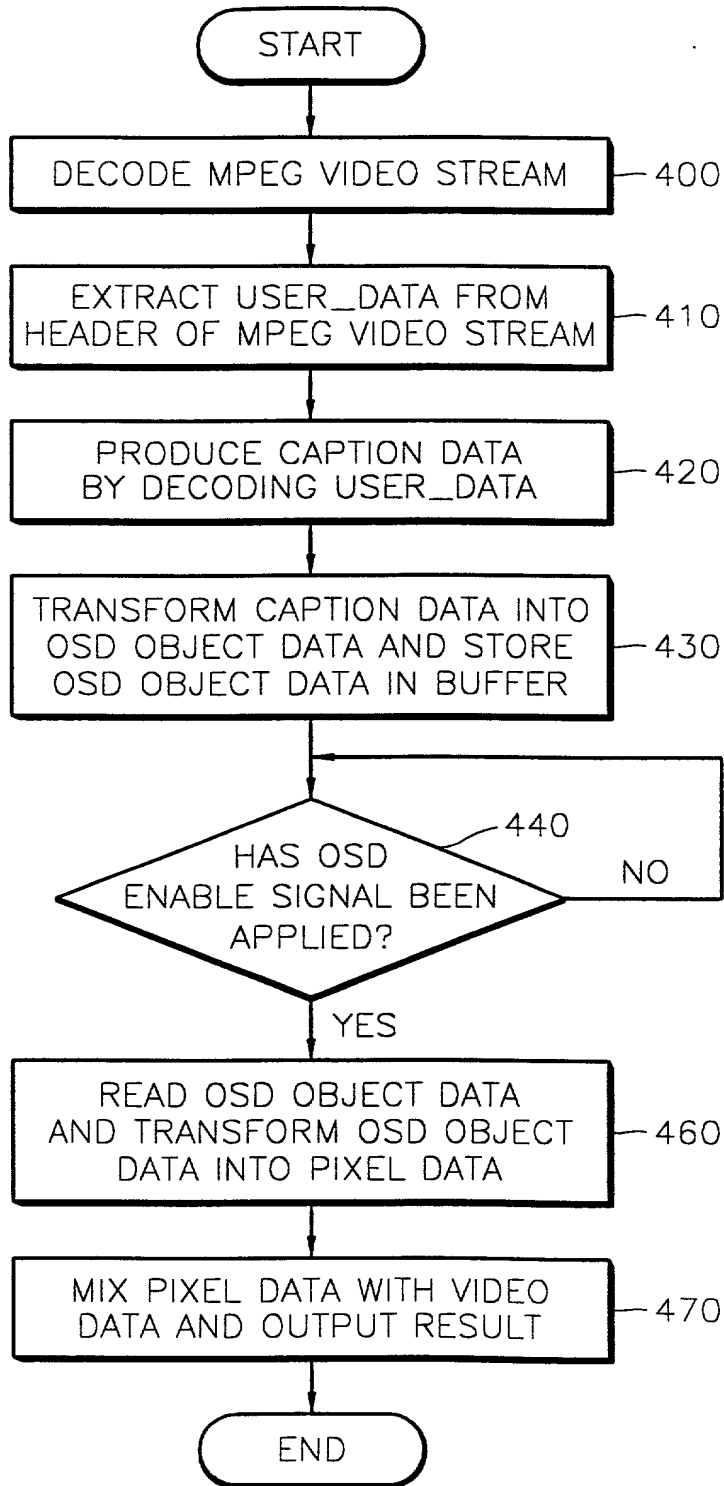 START
DECODE MPEG VIDEO STREAM
400
EXTRACT USER_DATA FROM
HEADER OF MPEG VIDEO STREAM
410
PRODUCE CAPTION DATA
BY DECODING USER_DATA
420
TRANSFORM CAPTION DATA INTO
OSD OBJECT DATA AND STORE
OSD OBJECT DATA IN BUFFER
430
440
HAS OSD
ENABLE SIGNAL BEEN
APPLIED?
NO
YES
READ OSD OBJECT DATA
AND TRANSFORM OSD OBJECT
DATA INTO PIXEL DATA
460
MIX PIXEL DATA WITH VIDEO
DATA AND OUTPUT RESULT
470
END